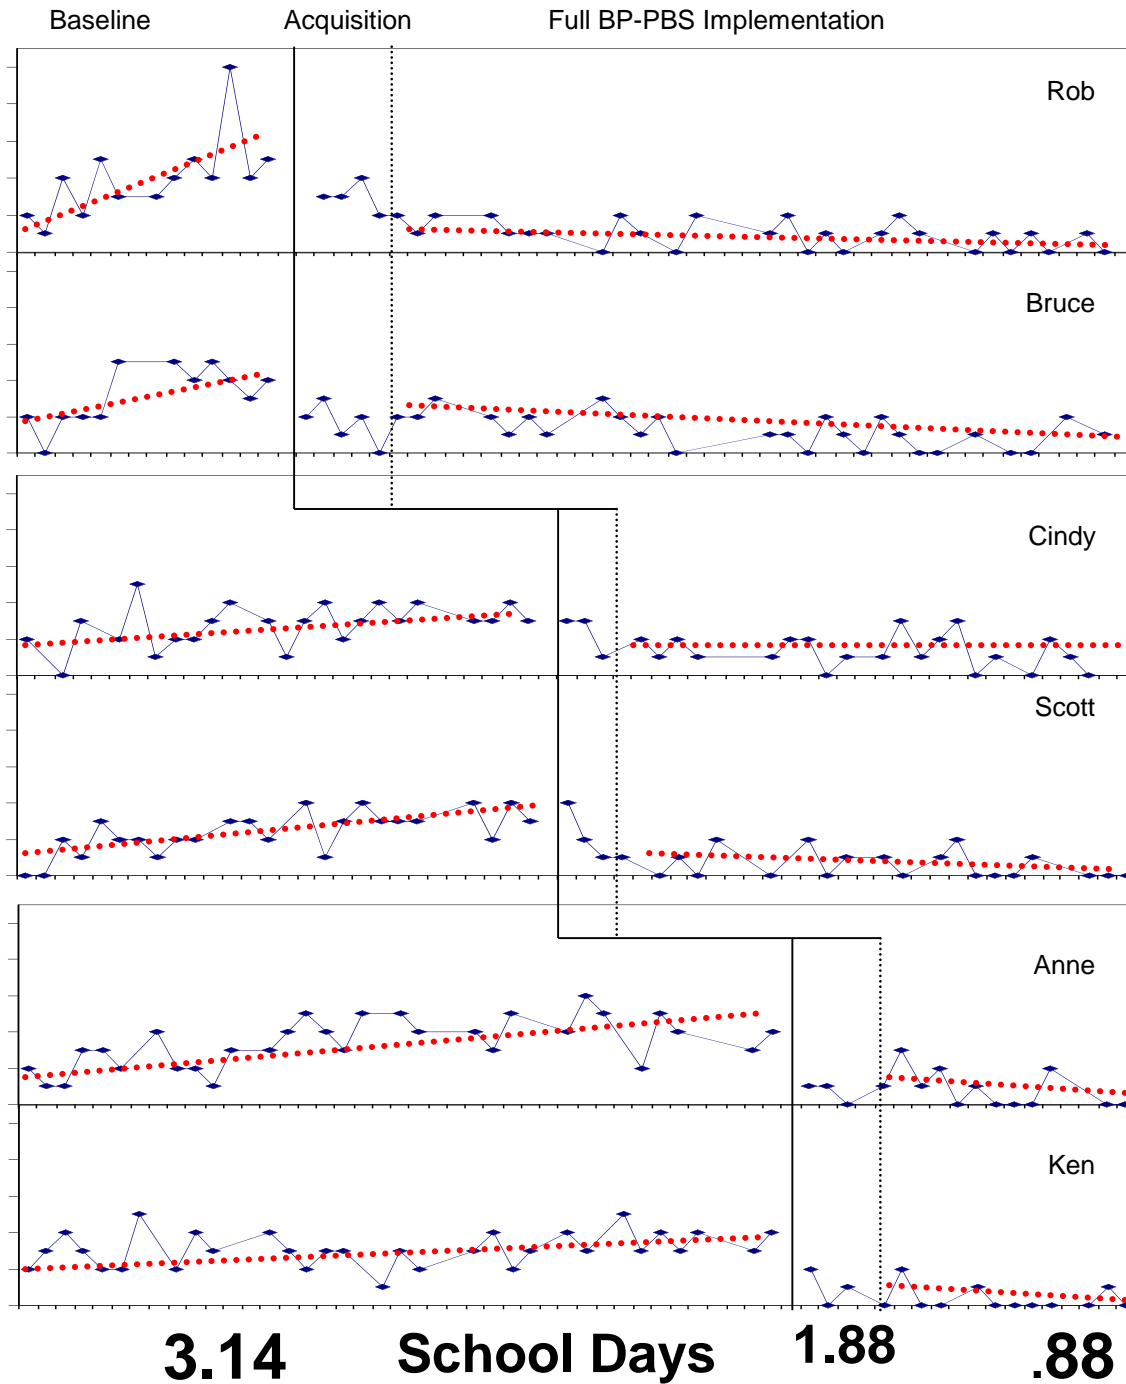 Baseline Acquisition Full BP-PBS Implementation
Rob
Bruce
Cindy
Scott
Anne
Ken
3.14 School Days 1.88 .88